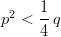 p² < 1/4 q